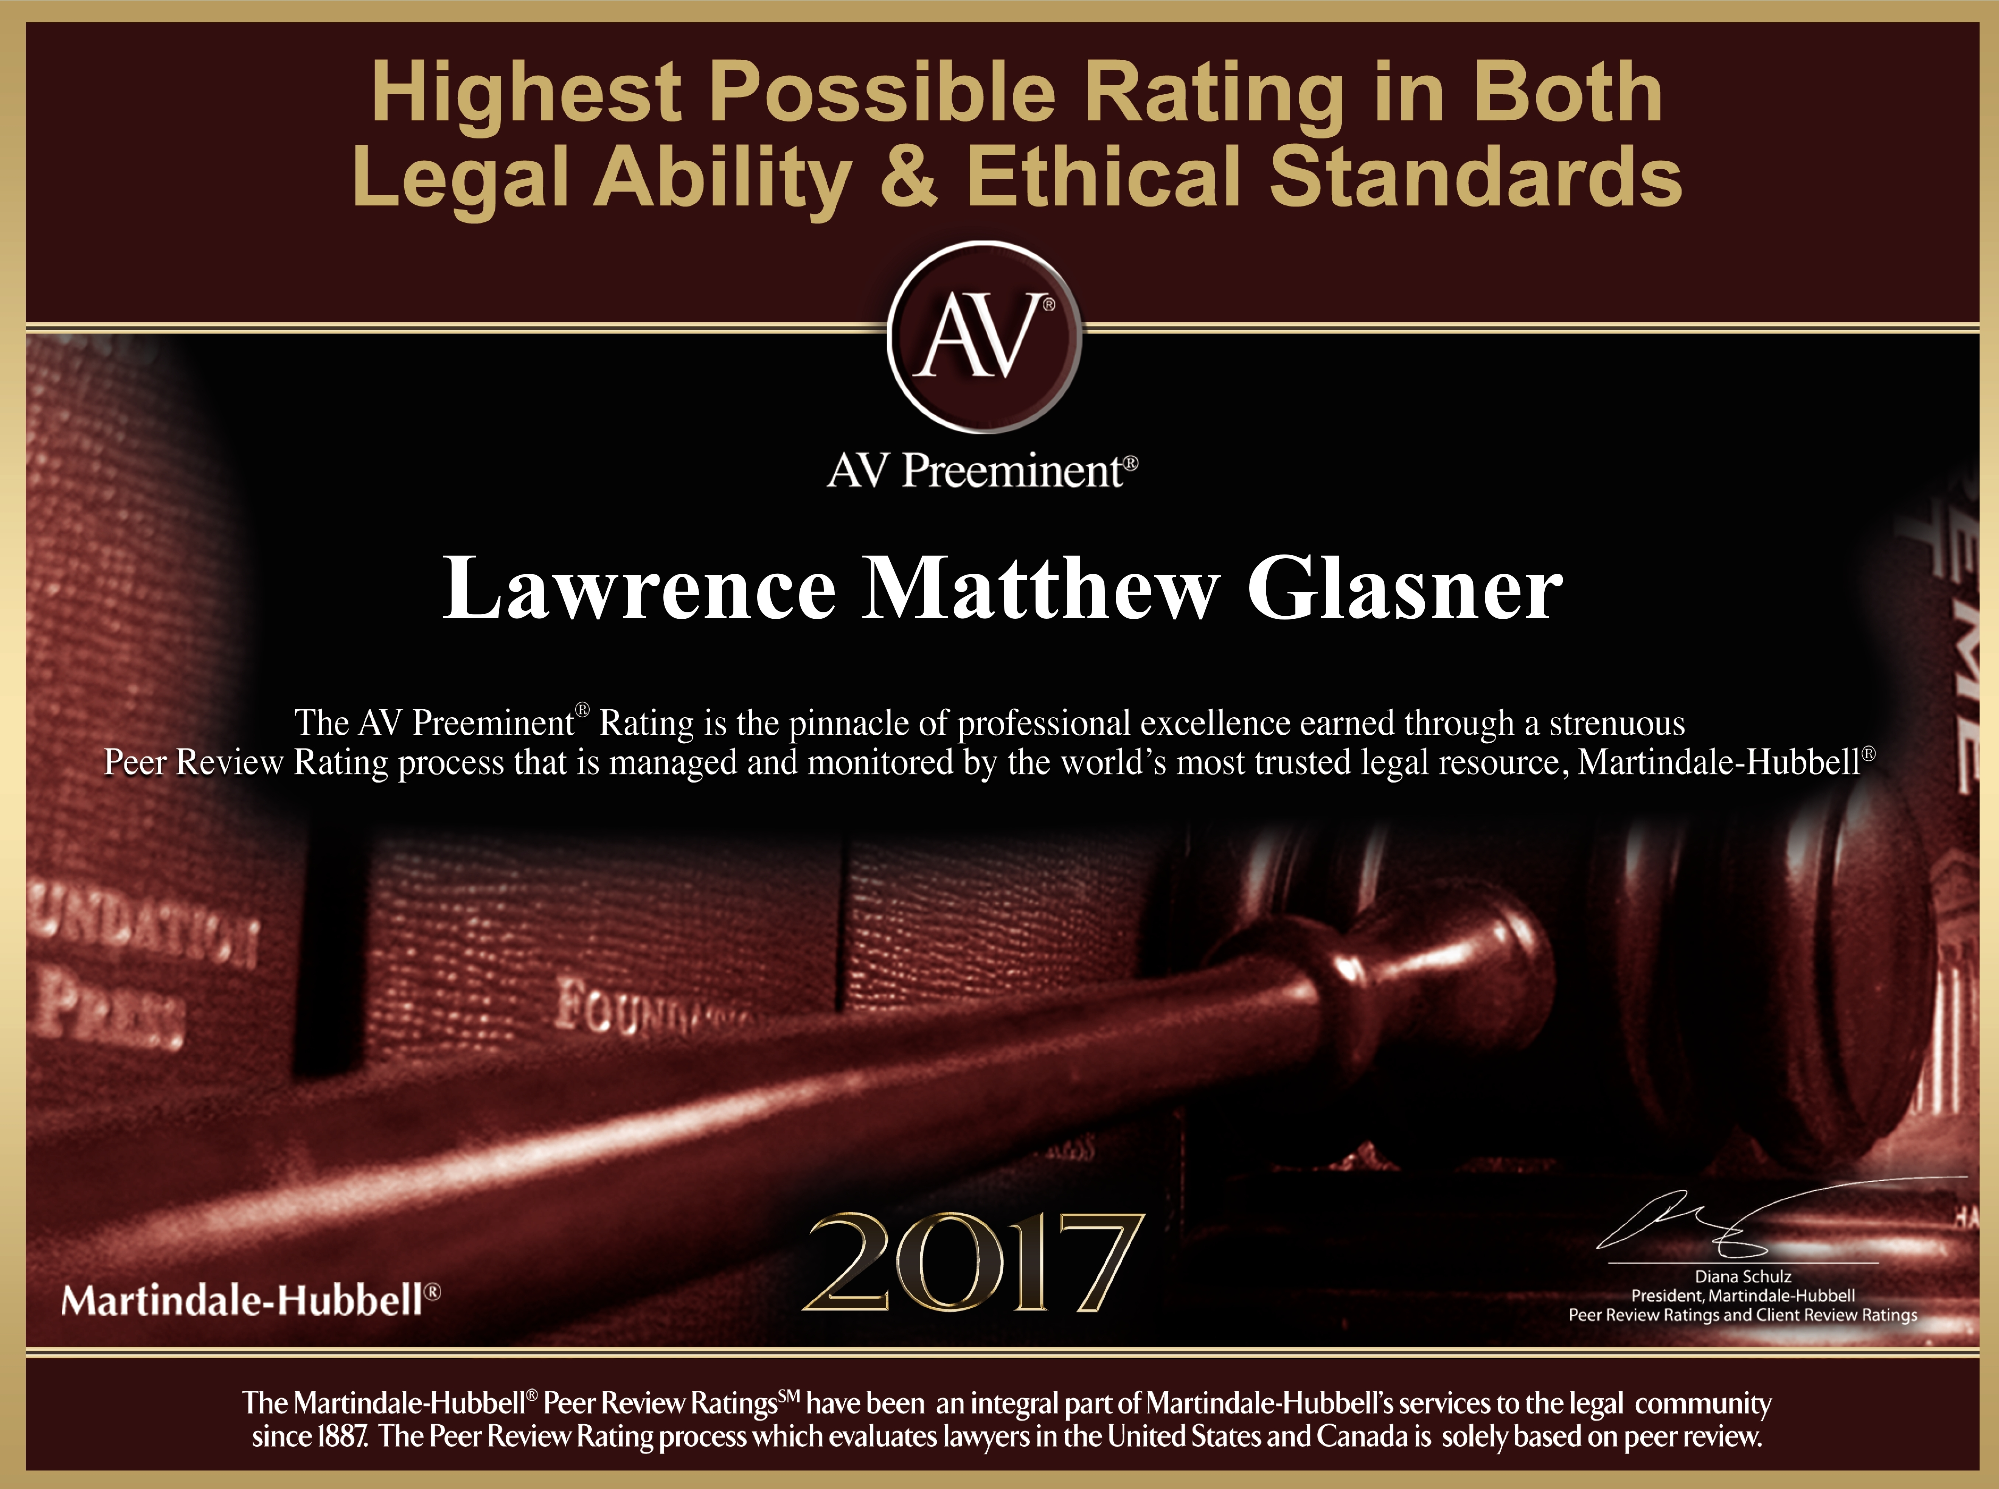 Highest Possible Rating in Both
Legal Ability & Ethical Standards
AV®
AV Preeminent®
Lawrence Matthew Glasner
The AV Preeminent® Rating is the pinnacle of professional excellence earned through a strenuous
Peer Review Rating process that is managed and monitored by the world's most trusted legal resource, Martindale-Hubbell®
UNDATION
PRESS
FOUNDATION
2017
Martindale-Hubbell®
Diana Schulz
President, Martindale-Hubbell
Peer Review Ratings and Client Review Ratings
The Martindale-Hubbell® Peer Review Ratings℠ have been an integral part of Martindale-Hubbell's services to the legal community
since 1887. The Peer Review Rating process which evaluates lawyers in the United States and Canada is solely based on peer review.